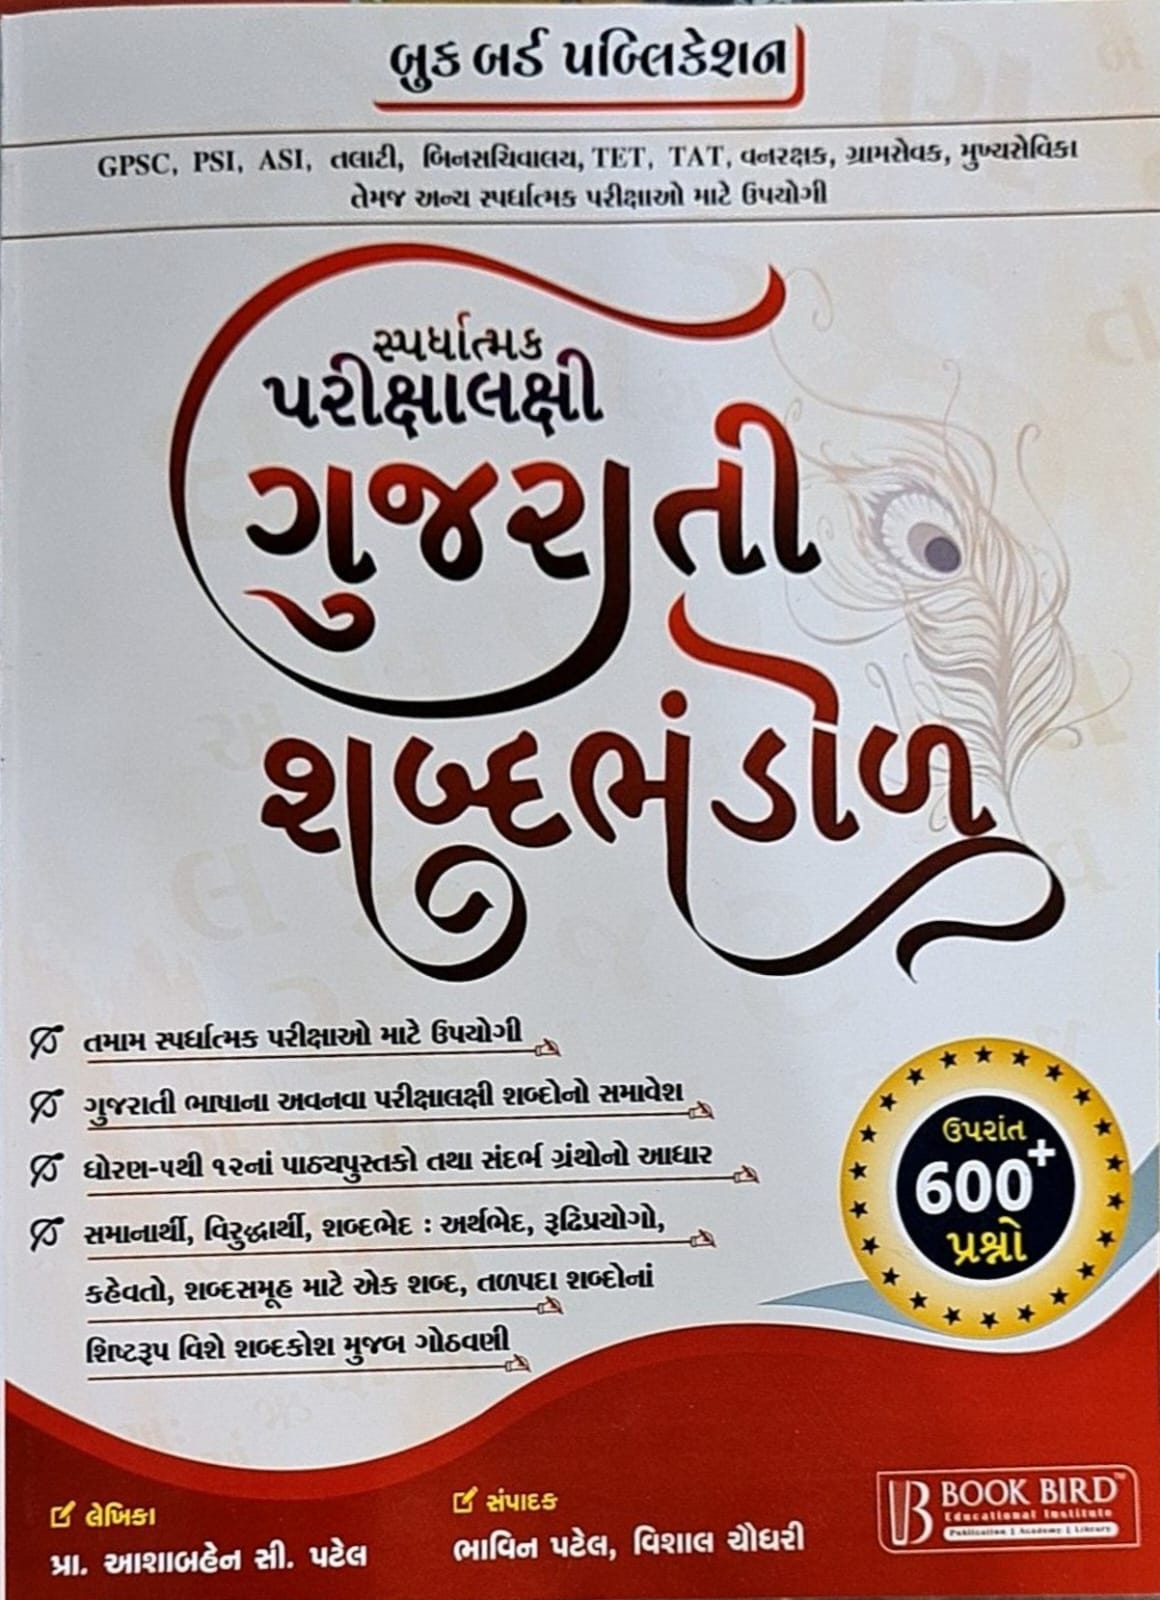 બુક બર્ડ પબ્લિકેશન
GPSC, PSI, ASI, તલાટી, બિનસચિવાલય, TET, TAT, વનરક્ષક, ગ્રામસેવક, મુખ્યસેવિકા
તેમજ અન્ય સ્પર્ધાત્મક પરીક્ષાઓ માટે ઉપયોગી
સ્પર્ધાત્મક
પરીક્ષાલક્ષી
ગુજરાતી
શબ્દભંડોળ
તમામ સ્પર્ધાત્મક પરીક્ષાઓ માટે ઉપયોગી
ગુજરાતી ભાષાના અવનવા પરીક્ષાલક્ષી શબ્દોનો સમાવેશ
ધોરણ-૫થી ૧૨નાં પાઠ્યપુસ્તકો તથા સંદર્ભ ગ્રંથોનો આધાર
સમાનાર્થી, વિરુદ્ધાર્થી, શબ્દભેદ : અર્થભેદ, રૂઢિપ્રયોગો,
કહેવતો, શબ્દસમૂહ માટે એક શબ્દ, તળપદા શબ્દોનાં
શિષ્ટરૂપ વિશે શબ્દકોશ મુજબ ગોઠવણી
ઉપરાંત
600+
પ્રશ્નો
લેખિકા
પ્રા. આશાબહેન સી. પટેલ
સંપાદક
ભાવિન પટેલ, વિશાલ ચૌધરી
BOOK BIRD™
Educational Institute
Publication | Academy | Library